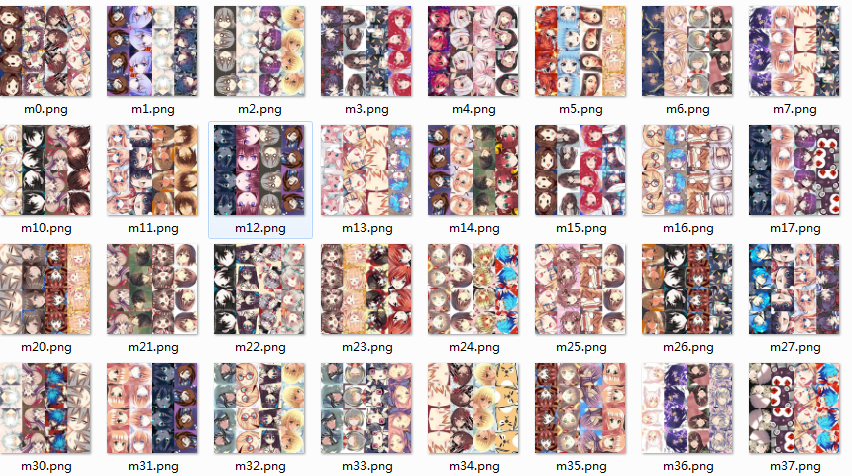 m0.png m1.png m2.png m3.png m4.png m5.png m6.png m7.png
m10.png m11.png m12.png m13.png m14.png m15.png m16.png m17.png
m20.png m21.png m22.png m23.png m24.png m25.png m26.png m27.png
m30.png m31.png m32.png m33.png m34.png m35.png m36.png m37.png